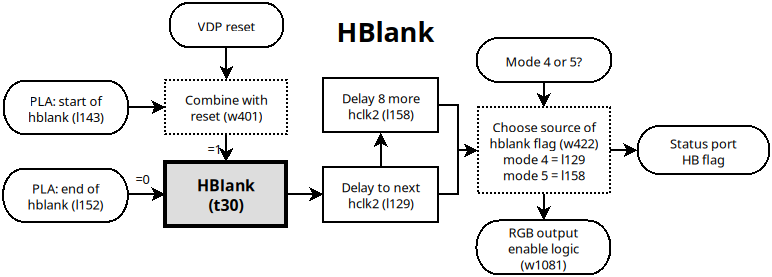 VDP reset
HBlank
Mode 4 or 5?
PLA: start of
hblank (l143)
Combine with
reset (w401)
Delay 8 more
hclk2 (l158)
Choose source of
hblank flag (w422)
mode 4 = l129
mode 5 = l158
Status port
HB flag
=1
PLA: end of
hblank (l152)
=0
HBlank
(t30)
Delay to next
hclk2 (l129)
RGB output
enable logic
(w1081)